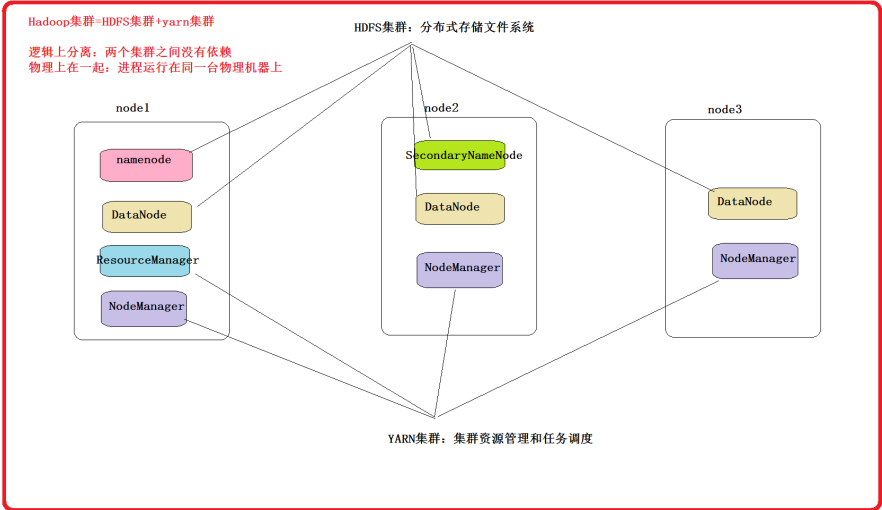 Hadoop集群=HDFS集群+yarn集群
逻辑上分离：两个集群之间没有依赖
物理上在一起：进程运行在同一台物理机器上
HDFS集群：分布式存储文件系统
node1
namenode
DataNode
ResourceManager
NodeManager
node2
SecondaryNameNode
DataNode
NodeManager
node3
DataNode
NodeManager
YARN集群：集群资源管理和任务调度